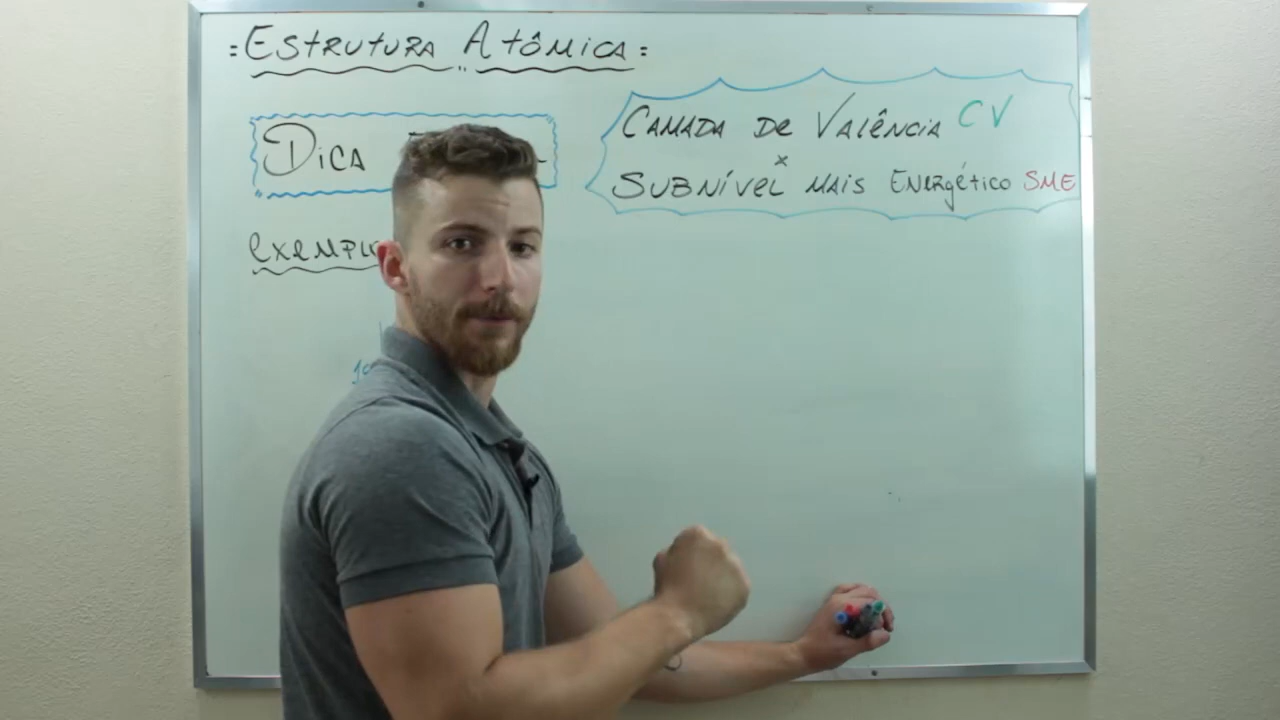 = Estrutura Atômica =
Dica
Camada de Valência CV
x
Subnível mais Energético SME